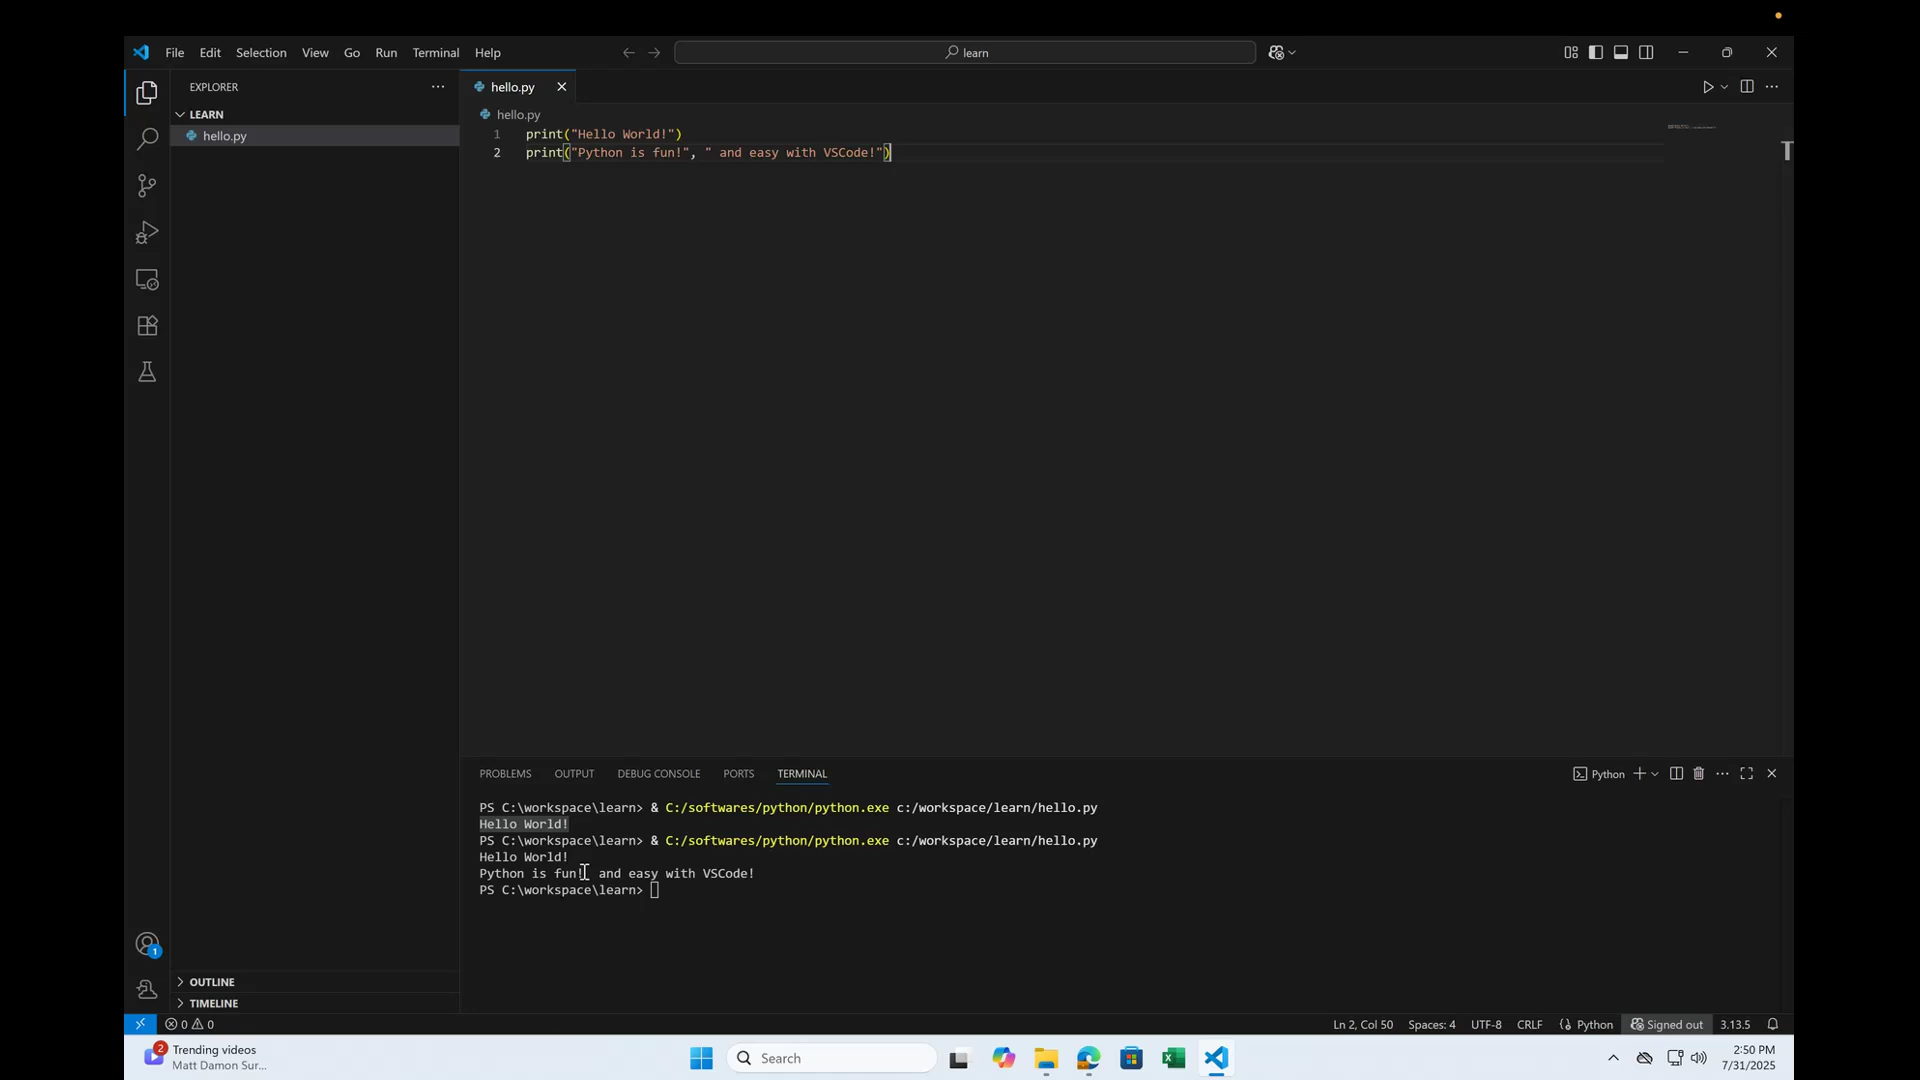 File Edit Selection View Go Run Terminal Help
learn
EXPLORER
LEARN
hello.py
OUTLINE
TIMELINE
hello.py
hello.py
1 print("Hello World!")
2 print("Python is fun!", " and easy with VSCode!")
PROBLEMS OUTPUT DEBUG CONSOLE PORTS TERMINAL
Python
PS C:\workspace\learn> & C:/softwares/python/python.exe c:/workspace/learn/hello.py
Hello World!
PS C:\workspace\learn> & C:/softwares/python/python.exe c:/workspace/learn/hello.py
Hello World!
Python is fun!  and easy with VSCode!
PS C:\workspace\learn>
1
0 0
Ln 2, Col 50 Spaces: 4 UTF-8 CRLF {} Python Signed out 3.13.5
2
Trending videos
Matt Damon Sur...
Search
2:50 PM
7/31/2025